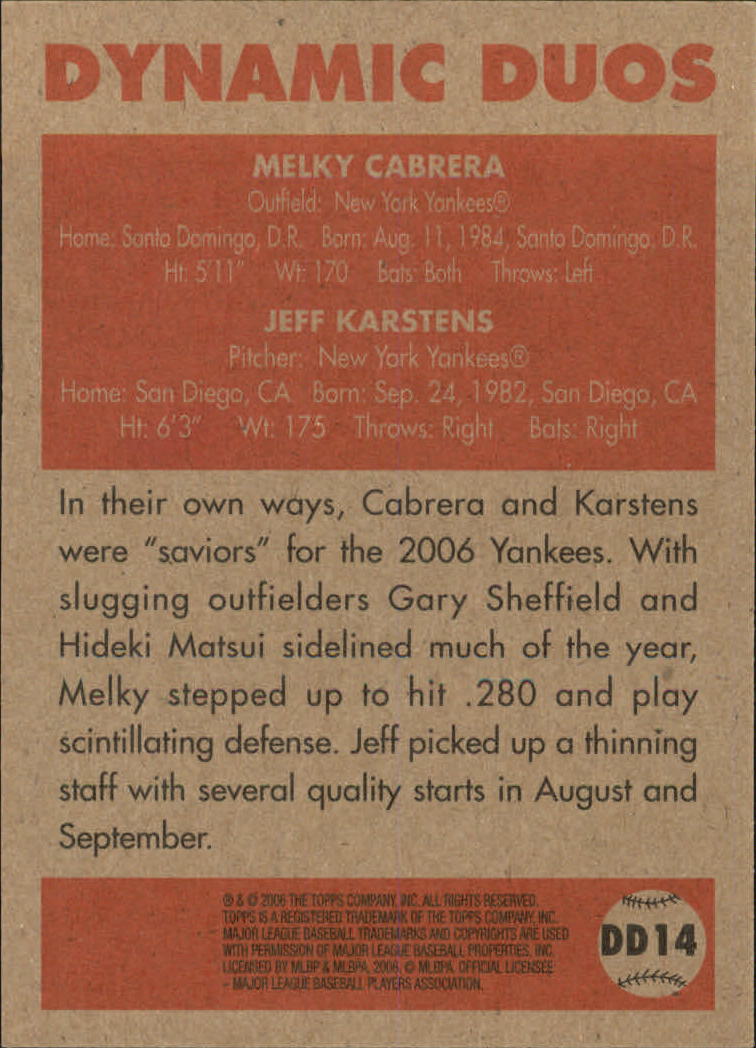 DYNAMIC DUOS
MELKY CABRERA
Outfield: New York Yankees®
Home: Santo Domingo, D.R. Born: Aug. 11, 1984, Santo Domingo, D.R.
Ht: 5'11" Wt: 170 Bats: Both Throws: Left
JEFF KARSTENS
Pitcher: New York Yankees®
Home: San Diego, CA Born: Sep. 24, 1982, San Diego, CA
Ht: 6'3" Wt: 175 Throws: Right Bats: Right
In their own ways, Cabrera and Karstens
were "saviors" for the 2006 Yankees. With
slugging outfielders Gary Sheffield and
Hideki Matsui sidelined much of the year,
Melky stepped up to hit .280 and play
scintillating defense. Jeff picked up a thinning
staff with several quality starts in August and
September.
® & © 2006 THE TOPPS COMPANY, INC. ALL RIGHTS RESERVED.
TOPPS IS A REGISTERED TRADEMARK OF THE TOPPS COMPANY, INC.
MAJOR LEAGUE BASEBALL TRADEMARKS AND COPYRIGHTS ARE USED
WITH PERMISSION OF MAJOR LEAGUE BASEBALL PROPERTIES, INC.
LICENSED BY MLBP & MLBPA, 2006. © MLBPA, OFFICIAL LICENSEE
– MAJOR LEAGUE BASEBALL PLAYERS ASSOCIATION.
DD14